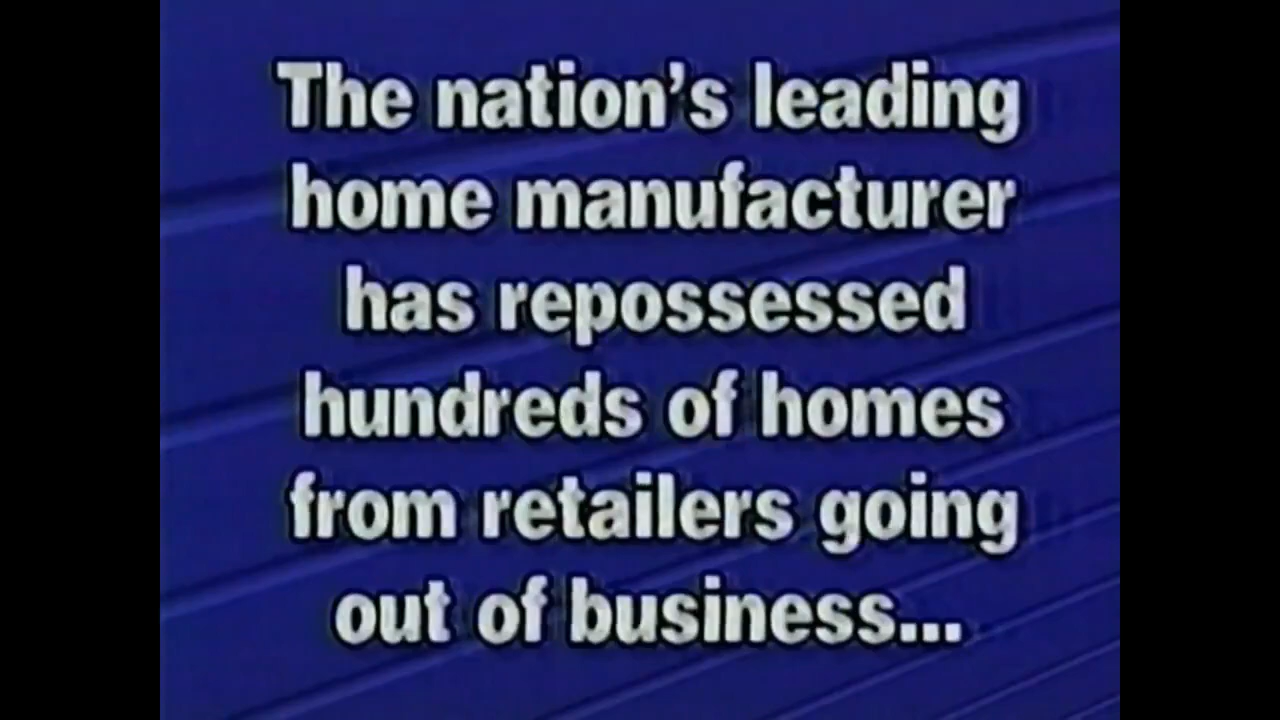 The nation's leading
home manufacturer
has repossessed
hundreds of homes
from retailers going
out of business...